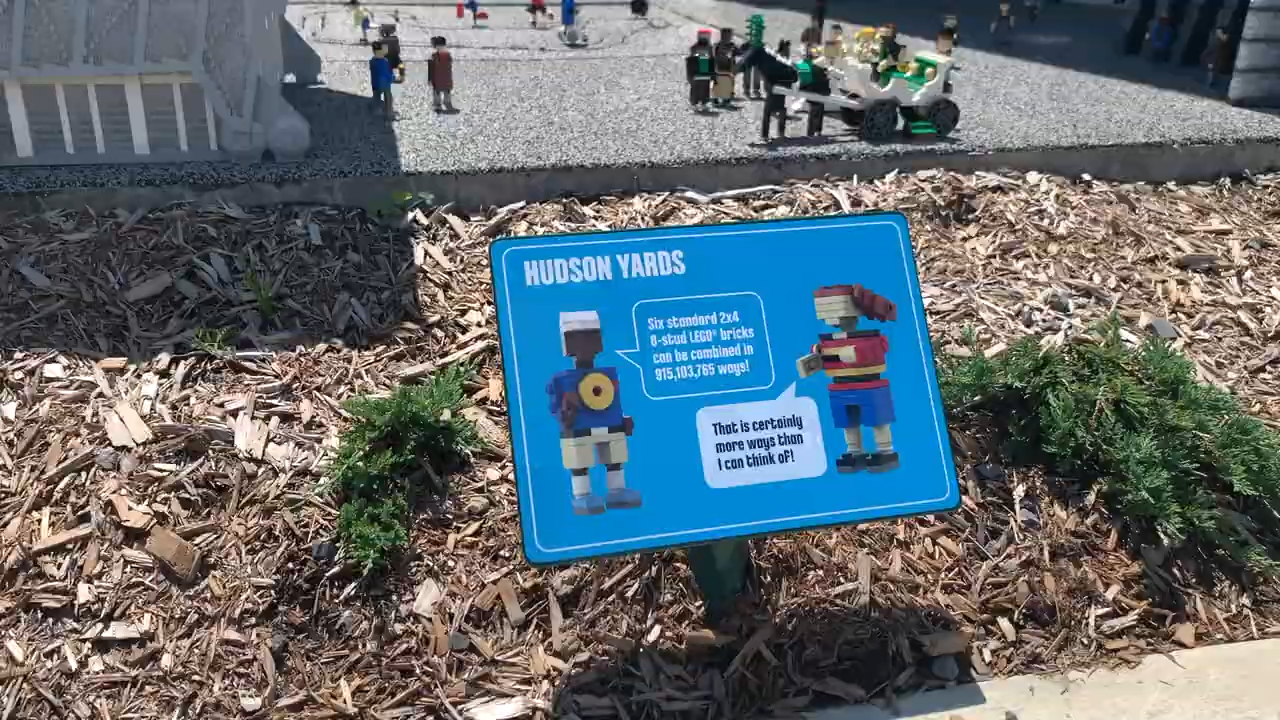 HUDSON YARDS
Six standard 2x4
8-stud LEGO® bricks
can be combined in
915,103,765 ways!
That is certainly
more ways than
I can think of!